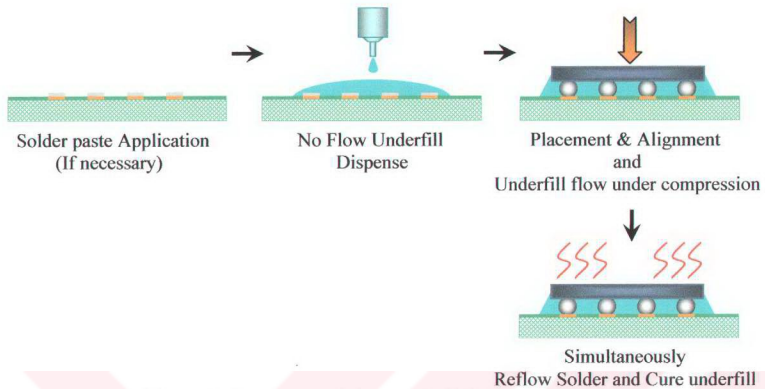 Solder paste Application
(If necessary)
No Flow Underfill
Dispense
Placement & Alignment
and
Underfill flow under compression
Simultaneously
Reflow Solder and Cure underfill